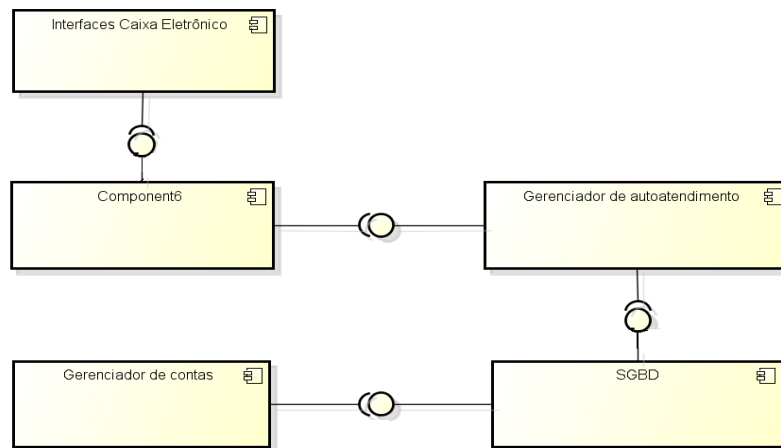 Interfaces Caixa Eletrônico
Component6
Gerenciador de autoatendimento
Gerenciador de contas
SGBD